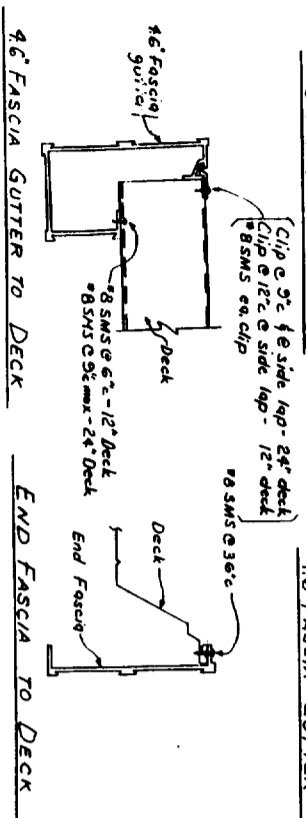 Clip @ 9"c & @ side lap - 24" deck
Clip @ 12"c @ side lap - 12" deck
#8 SMS ea. clip
4.6" Fascia
gutter
Deck
#8 SMS @ 6"c - 12" Deck
#8 SMS @ 9"c max - 24" Deck
4.6" FASCIA GUTTER TO DECK
#8 SMS @ 36"c
Deck
End Fascia
END FASCIA TO DECK